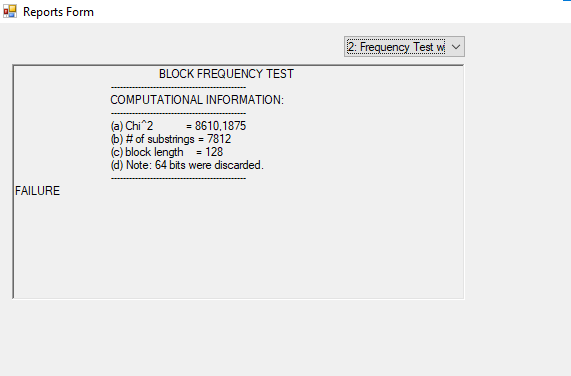 Reports Form
2: Frequency Test w
BLOCK FREQUENCY TEST
---------------------------------------------
COMPUTATIONAL INFORMATION:
---------------------------------------------
(a) Chi^2 = 8610,1875
(b) # of substrings = 7812
(c) block length = 128
(d) Note: 64 bits were discarded.
---------------------------------------------
FAILURE